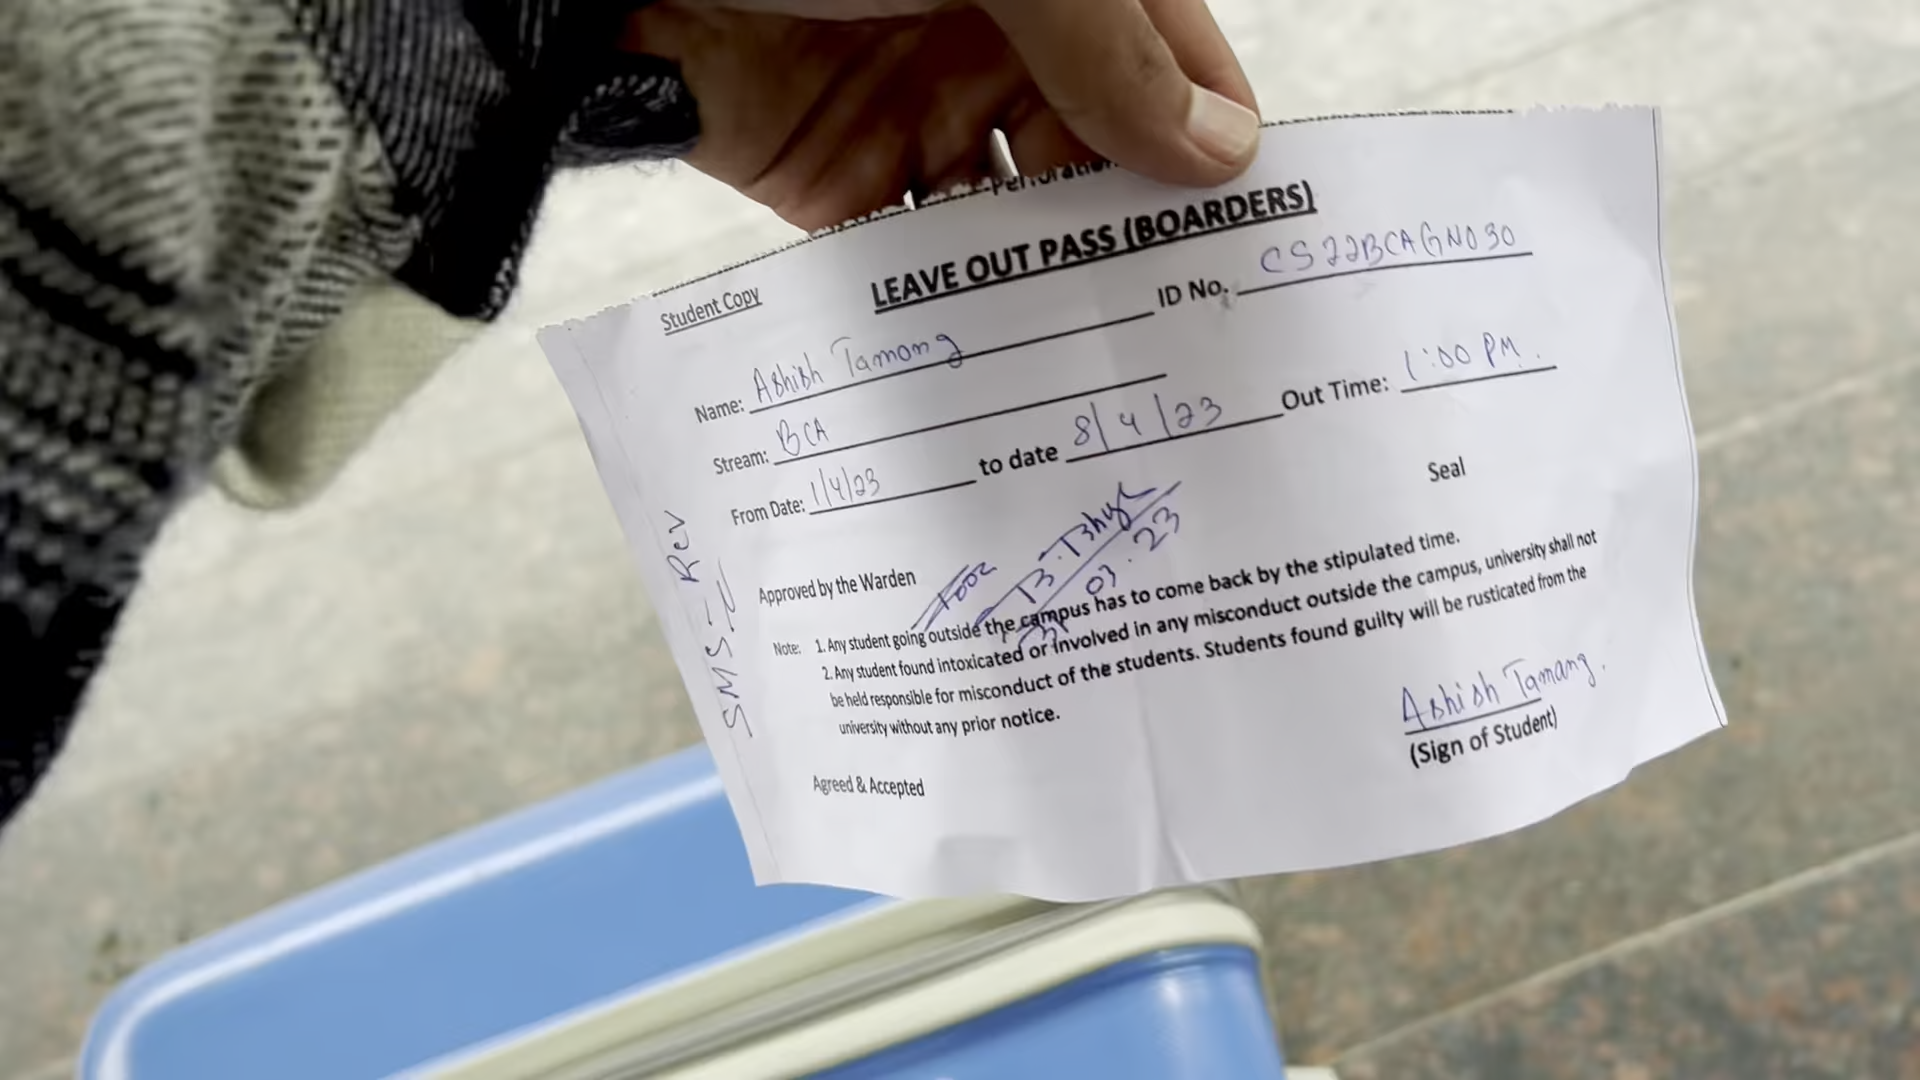 Perforation
LEAVE OUT PASS (BOARDERS)
Student Copy
Name: Ashish Tamang ID No. CS22BCAGN030
Stream: BCA
From Date: 1/4/23 to date 8/4/23 Out Time: 1:00 PM.
Seal
Approved by the Warden
03.23
Note: 1. Any student going outside the campus has to come back by the stipulated time.
2. Any student found intoxicated or involved in any misconduct outside the campus, university shall not
be held responsible for misconduct of the students. Students found guilty will be rusticated from the
university without any prior notice.
Ashish Tamang.
(Sign of Student)
Agreed & Accepted
SMS - Rcv